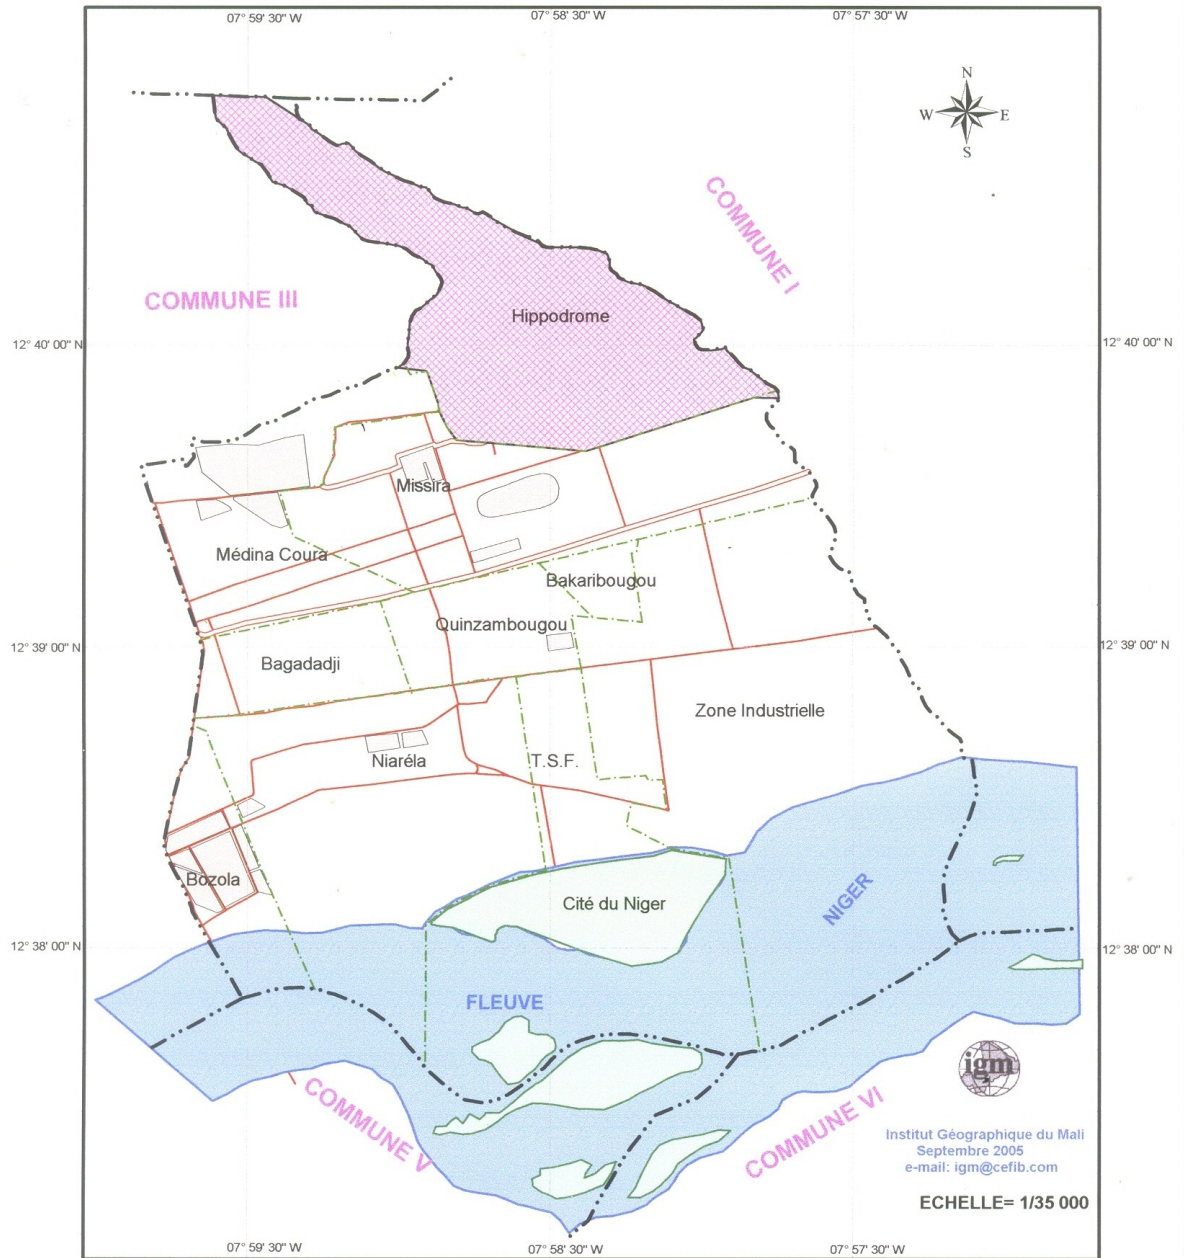 07° 59' 30" W
07° 58' 30" W
07° 57' 30" W
N
W
E
S
COMMUNE I
COMMUNE III
Hippodrome
12° 40' 00" N
12° 40' 00" N
Missira
Médina Coura
Bakaribougou
Quinzambougou
12° 39' 00" N
12° 39' 00" N
Bagadadji
Zone Industrielle
Niaréla
T.S.F.
Bozola
Cité du Niger
NIGER
12° 38' 00" N
12° 38' 00" N
FLEUVE
igm
COMMUNE V
COMMUNE VI
Institut Géographique du Mali
Septembre 2005
e-mail: igm@cefib.com
ECHELLE= 1/35 000
07° 59' 30" W
07° 58' 30" W
07° 57' 30" W